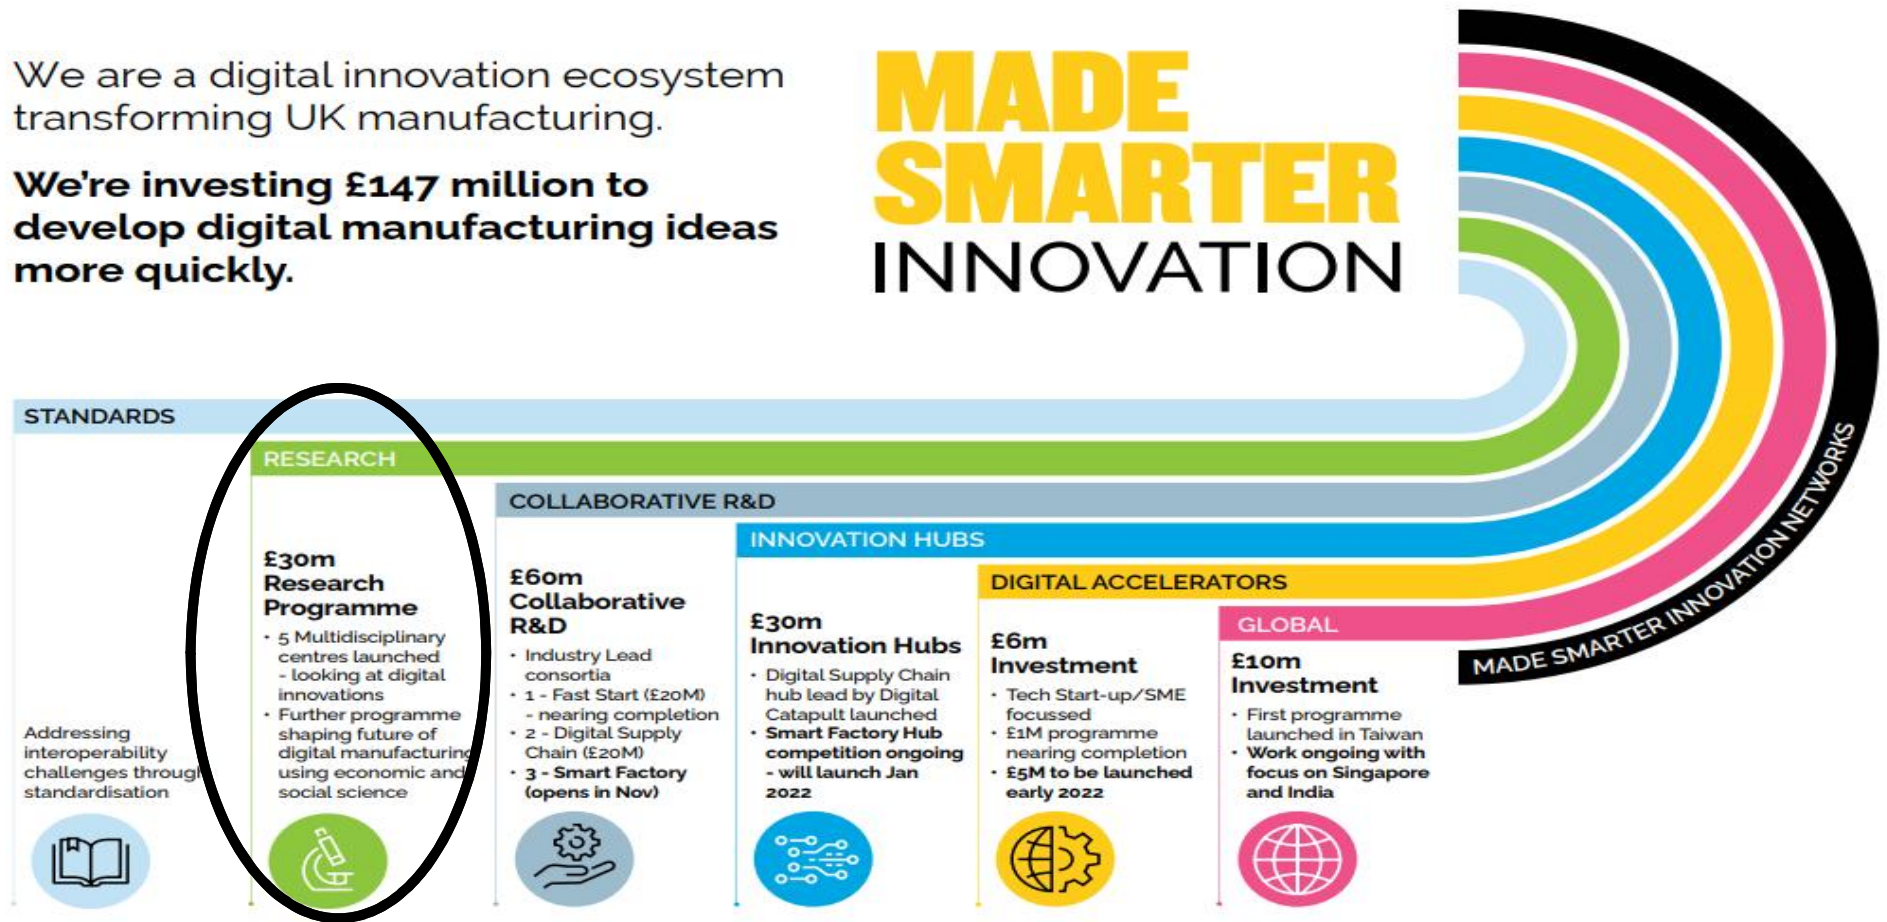 We are a digital innovation ecosystem
transforming UK manufacturing.
We're investing £147 million to
develop digital manufacturing ideas
more quickly.
MADE
SMARTER
INNOVATION
STANDARDS
Addressing
interoperability
challenges through
standardisation
RESEARCH
£30m
Research
Programme
• 5 Multidisciplinary
centres launched
- looking at digital
innovations
• Further programme
shaping future of
digital manufacturing
using economic and
social science
COLLABORATIVE R&D
£60m
Collaborative
R&D
• Industry Lead
consortia
• 1 - Fast Start (£20M)
- nearing completion
• 2 - Digital Supply
Chain (£20M)
• 3 - Smart Factory
(opens in Nov)
INNOVATION HUBS
£30m
Innovation Hubs
• Digital Supply Chain
hub lead by Digital
Catapult launched
• Smart Factory Hub
competition ongoing
- will launch Jan
2022
DIGITAL ACCELERATORS
£6m
Investment
• Tech Start-up/SME
focussed
• £1M programme
nearing completion
• £5M to be launched
early 2022
GLOBAL
£10m
Investment
• First programme
launched in Taiwan
• Work ongoing with
focus on Singapore
and India
MADE SMARTER INNOVATION NETWORKS